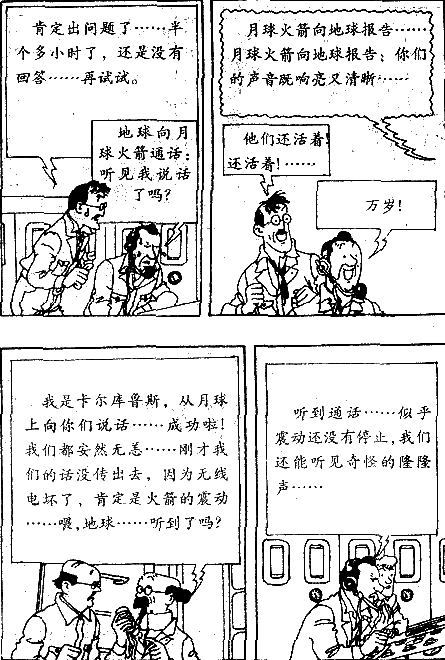 肯定出问题了……半
个多小时了，还是没有
回答……再试试。
地球向月
球火箭通话；
听见我说话
了吗？
月球火箭向地球报告……
月球火箭向地球报告；你们
的声音既响亮又清晰……
他们还活着！
还活着！……
万岁！
我是卡尔库鲁斯，从月球
上向你们说话……成功啦！
我们都安然无恙……刚才我
们的话没传出去，因为无线
电坏了，肯定是火箭的震动
……喂，地球……听到了吗？
听到通话……似乎
震动还没有停止，我们
还能听见奇怪的隆隆
声……